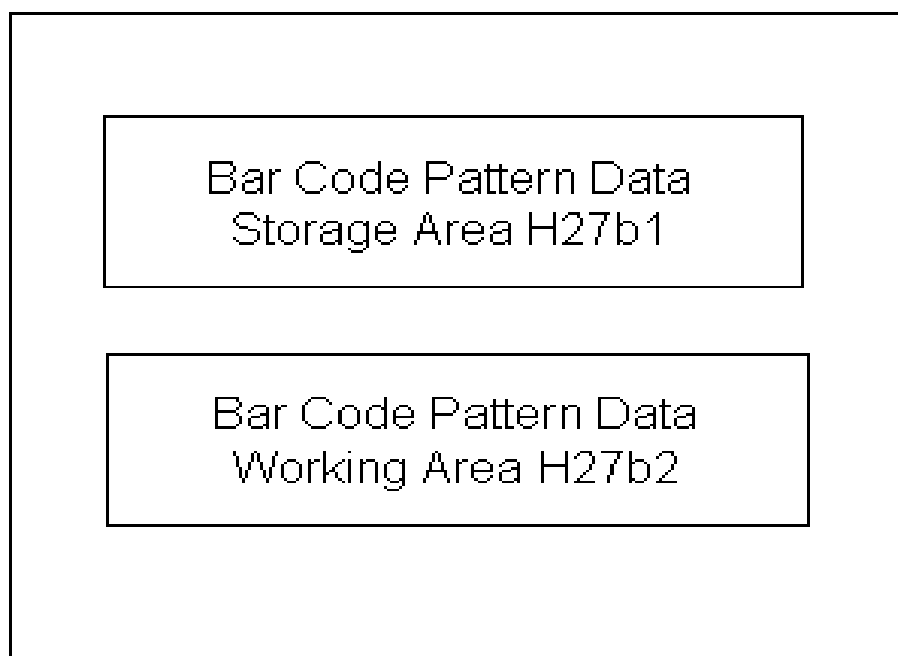 Bar Code Pattern Data
Storage Area H27b1
Bar Code Pattern Data
Working Area H27b2